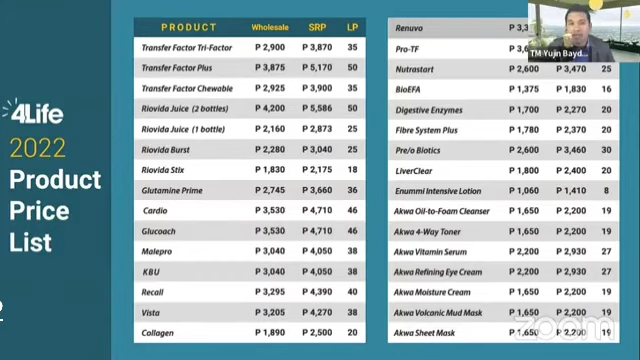 4Life
2022
Product
Price
List
PRODUCT Wholesale SRP LP
Transfer Factor Tri-Factor P 2,900 P 3,870 35
Transfer Factor Plus P 3,875 P 5,170 50
Transfer Factor Chewable P 2,925 P 3,900 35
Riovida Juice (2 bottles) P 4,200 P 5,586 50
Riovida Juice (1 bottle) P 2,160 P 2,873 25
Riovida Burst P 2,280 P 3,040 25
Riovida Stix P 1,830 P 2,175 18
Glutamine Prime P 2,745 P 3,660 36
Cardio P 3,530 P 4,710 46
Glucoach P 3,530 P 4,710 46
Malepro P 3,040 P 4,050 38
KBU P 3,040 P 4,050 38
Recall P 3,295 P 4,390 40
Vista P 3,205 P 4,270 38
Collagen P 1,890 P 2,500 20
Renuvo
Pro-TF
Nutrastart P 2,600 P 3,470 25
BioEFA P 1,375 P 1,830 16
Digestive Enzymes P 1,700 P 2,270 20
Fibre System Plus P 1,780 P 2,370 20
Pre/o Biotics P 2,600 P 3,460 30
LiverClear P 1,800 P 2,400 20
Enummi Intensive Lotion P 1,060 P 1,410 8
Akwa Oil-to-Foam Cleanser P 1,650 P 2,200 19
Akwa 4-Way Toner P 1,650 P 2,200 19
Akwa Vitamin Serum P 2,200 P 2,930 27
Akwa Refining Eye Cream P 2,200 P 2,930 27
Akwa Moisture Cream P 1,650 P 2,200 19
Akwa Volcanic Mud Mask P 1,650 P 2,200 19
Akwa Sheet Mask P 1,650 P 2,200 19
TM Yujin Bayd...
zoom